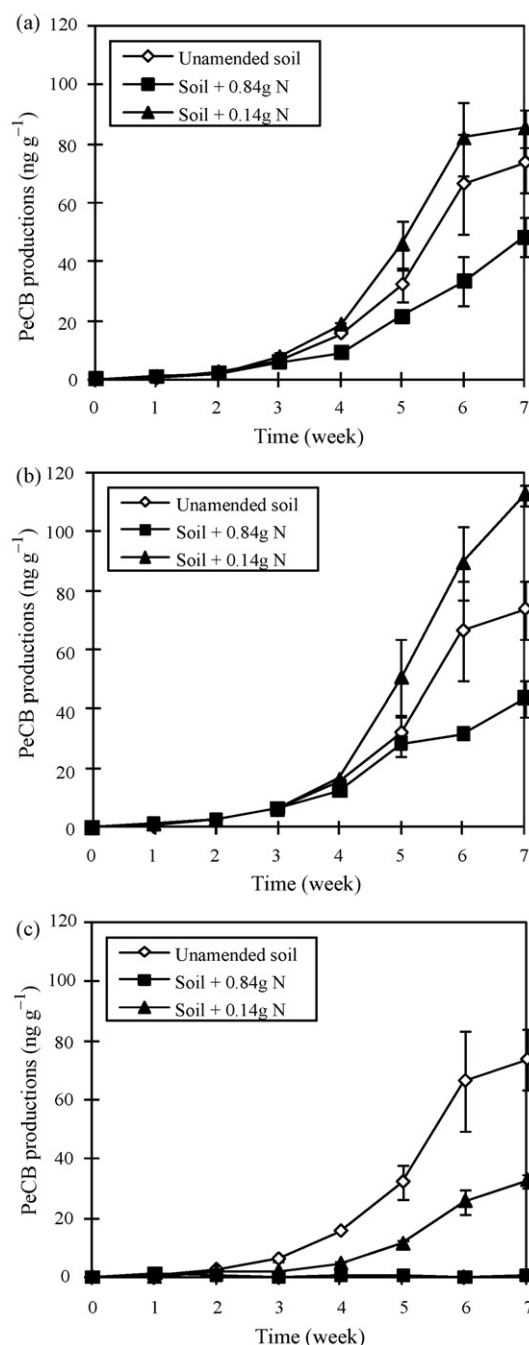 (a)
120
100
80
60
40
20
0
PeCB productions (ng g⁻¹)
Unamended soil
Soil + 0.84g N
Soil + 0.14g N
0 1 2 3 4 5 6 7
Time (week)
(b)
120
100
80
60
40
20
0
PeCB productions (ng g⁻¹)
Unamended soil
Soil + 0.84g N
Soil + 0.14g N
0 1 2 3 4 5 6 7
Time (week)
(c)
120
100
80
60
40
20
0
PeCB productions (ng g⁻¹)
Unamended soil
Soil + 0.84g N
Soil + 0.14g N
0 1 2 3 4 5 6 7
Time (week)